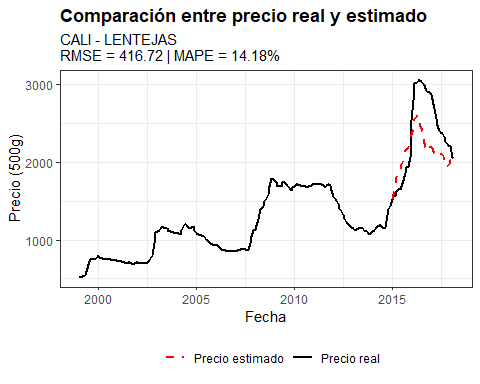 Comparación entre precio real y estimado
CALI - LENTEJAS
RMSE = 416.72 | MAPE = 14.18%
Precio (500g)
3000
2000
1000
2000
2005
2010
2015
Fecha
Precio estimado
Precio real